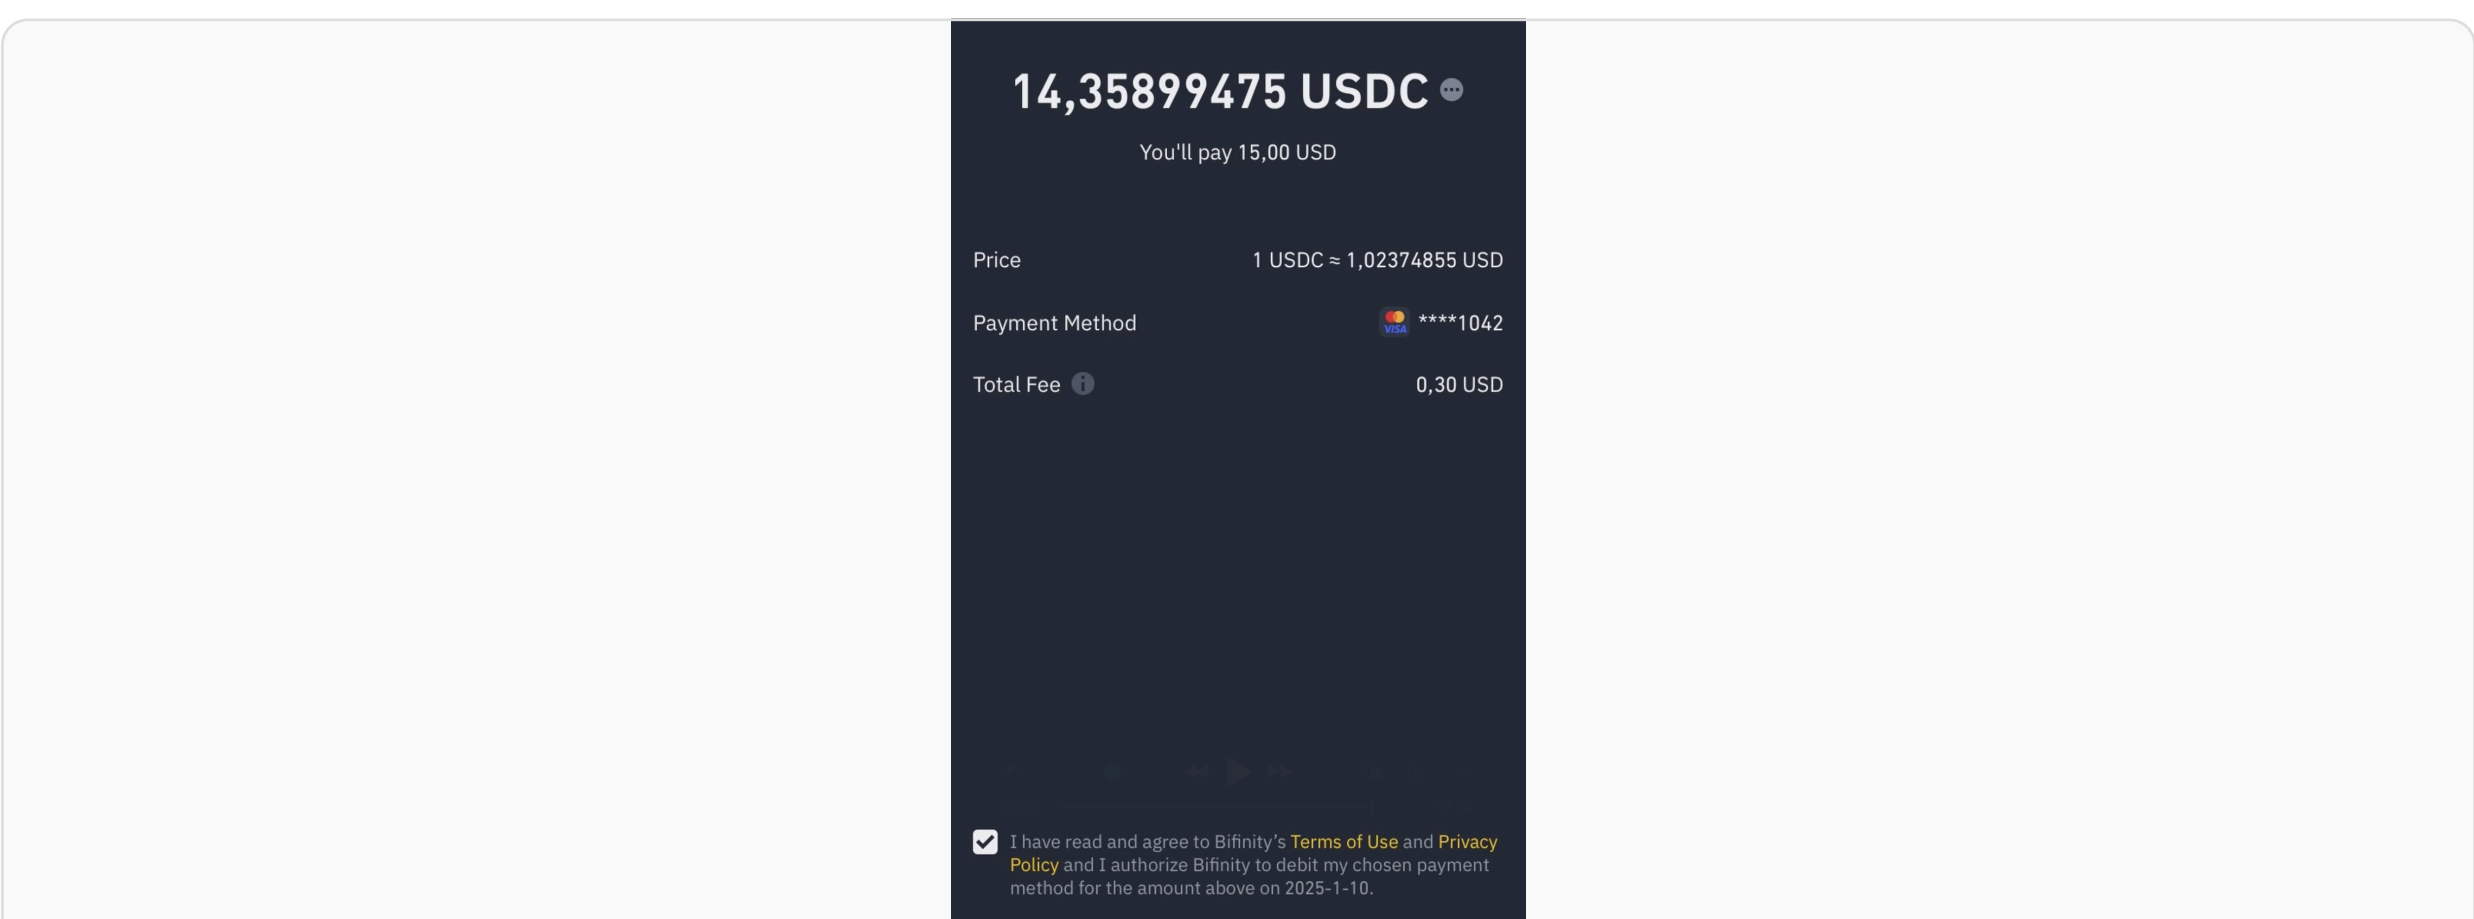 14,35899475 USDC
You'll pay 15,00 USD
Price 1 USDC ≈ 1,02374855 USD
Payment Method VISA ****1042
Total Fee 0,30 USD
I have read and agree to Bifinity’s Terms of Use and Privacy
Policy and I authorize Bifinity to debit my chosen payment
method for the amount above on 2025-1-10.